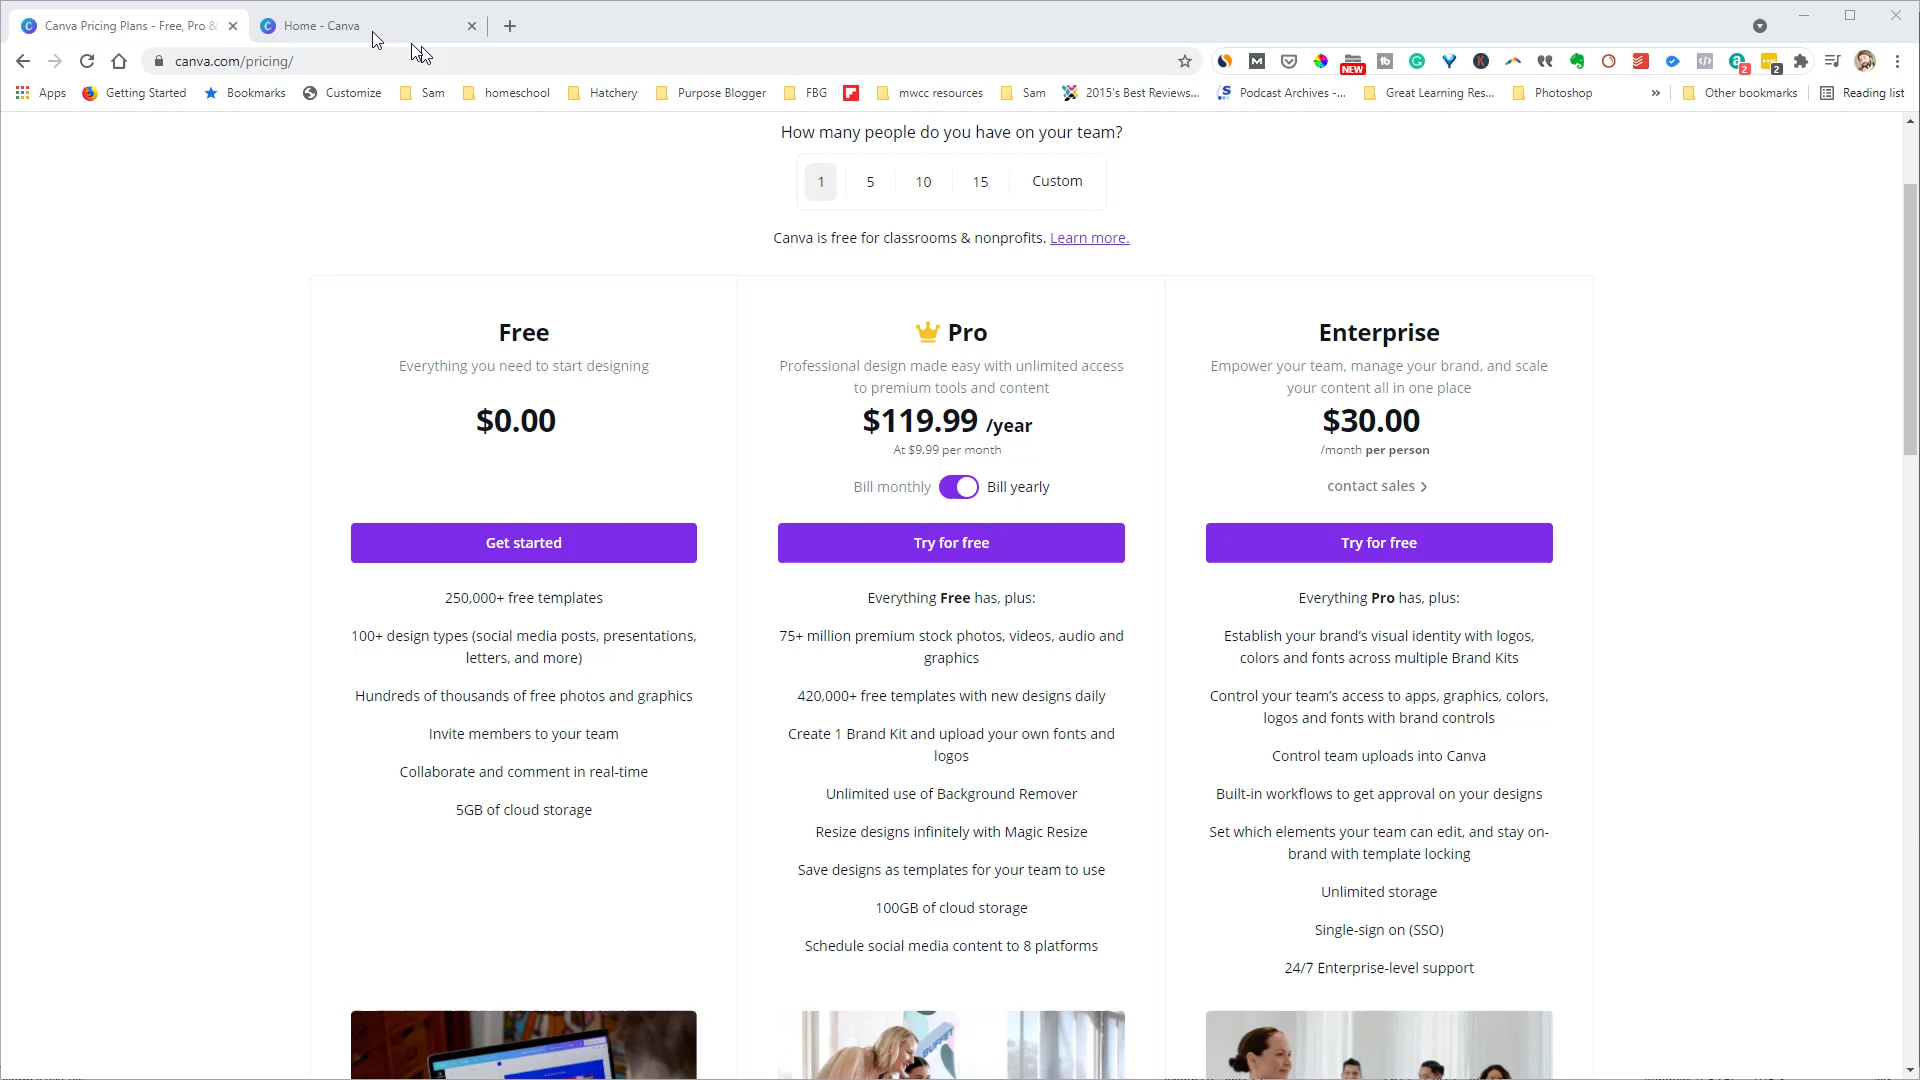 Canva Pricing Plans - Free, Pro &
Home - Canva
canva.com/pricing/
NEW
2
2
Apps
Getting Started
Bookmarks
Customize
Sam
homeschool
Hatchery
Purpose Blogger
FBG
mwcc resources
Sam
2015's Best Reviews...
Podcast Archives -...
Great Learning Res...
Photoshop
»
Other bookmarks
Reading list
How many people do you have on your team?
1 5 10 15 Custom
Canva is free for classrooms & nonprofits. Learn more.
Free
Everything you need to start designing
$0.00
Get started
250,000+ free templates
100+ design types (social media posts, presentations,
letters, and more)
Hundreds of thousands of free photos and graphics
Invite members to your team
Collaborate and comment in real-time
5GB of cloud storage
Pro
Professional design made easy with unlimited access
to premium tools and content
$119.99 /year
At $9.99 per month
Bill monthly Bill yearly
Try for free
Everything Free has, plus:
75+ million premium stock photos, videos, audio and
graphics
420,000+ free templates with new designs daily
Create 1 Brand Kit and upload your own fonts and
logos
Unlimited use of Background Remover
Resize designs infinitely with Magic Resize
Save designs as templates for your team to use
100GB of cloud storage
Schedule social media content to 8 platforms
BUFFET
Enterprise
Empower your team, manage your brand, and scale
your content all in one place
$30.00
/month per person
contact sales
Try for free
Everything Pro has, plus:
Establish your brand's visual identity with logos,
colors and fonts across multiple Brand Kits
Control your team's access to apps, graphics, colors,
logos and fonts with brand controls
Control team uploads into Canva
Built-in workflows to get approval on your designs
Set which elements your team can edit, and stay on-
brand with template locking
Unlimited storage
Single-sign on (SSO)
24/7 Enterprise-level support